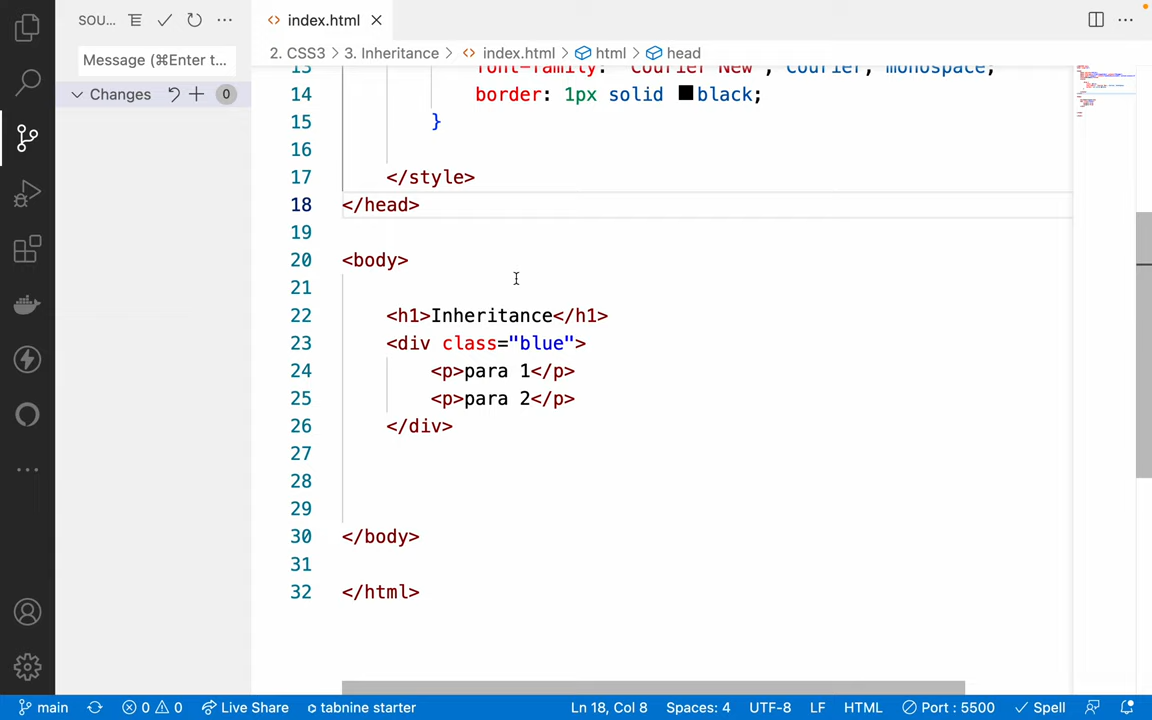 SOU...
index.html
Message (⌘Enter t...
2. CSS3 > 3. Inheritance > index.html > html > head
Changes 0
13 font-family: 'Courier New', Courier, monospace;
14 border: 1px solid black;
15 }
16
17 </style>
18 </head>
19
20 <body>
21
22 <h1>Inheritance</h1>
23 <div class="blue">
24 <p>para 1</p>
25 <p>para 2</p>
26 </div>
27
28
29
30 </body>
31
32 </html>
main 0 0 Live Share tabnine starter Ln 18, Col 8 Spaces: 4 UTF-8 LF HTML Port : 5500 Spell